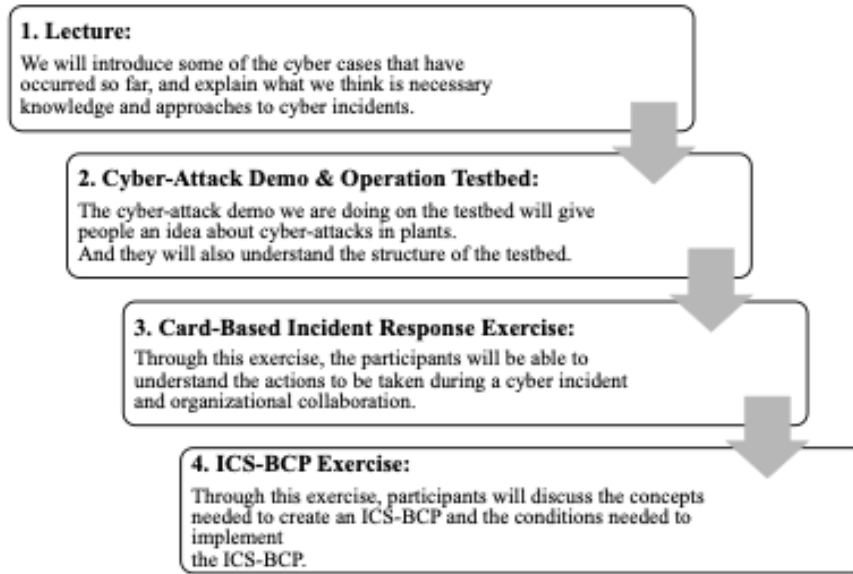 1. Lecture:
We will introduce some of the cyber cases that have
occurred so far, and explain what we think is necessary
knowledge and approaches to cyber incidents.
2. Cyber-Attack Demo & Operation Testbed:
The cyber-attack demo we are doing on the testbed will give
people an idea about cyber-attacks in plants.
And they will also understand the structure of the testbed.
3. Card-Based Incident Response Exercise:
Through this exercise, the participants will be able to
understand the actions to be taken during a cyber incident
and organizational collaboration.
4. ICS-BCP Exercise:
Through this exercise, participants will discuss the concepts
needed to create an ICS-BCP and the conditions needed to
implement
the ICS-BCP.